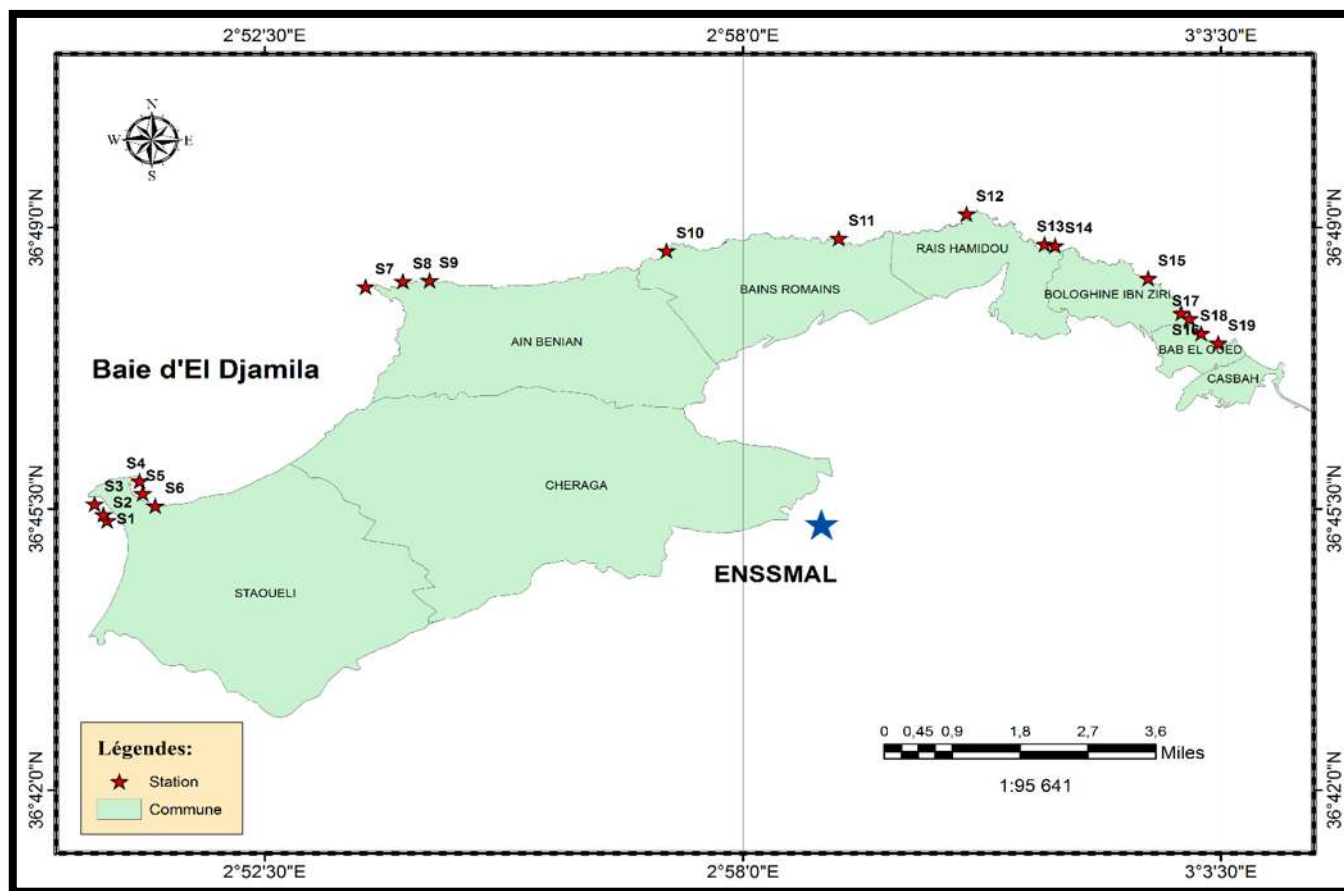 2°52'30"E 2°58'0"E 3°3'30"E
N
W E
S
36°49'0"N 36°49'0"N
S12
S10 S11 S13 S14
RAIS HAMIDOU
S7 S8 S9
S15
BAINS ROMAINS
BOLOGHINE IBN ZIRI
S17
S18
S16 S19
AIN BENIAN
BAB EL OUED
Baie d'El Djamila
CASBAH
S4
S5
S3 S6
S2
S1
CHERAGA
36°45'30"N 36°45'30"N
ENSSMAL
STAOUELI
Légendes:
Station
Commune
0 0,45 0,9 1,8 2,7 3,6
Miles
1:95 641
36°42'0"N 36°42'0"N
2°52'30"E 2°58'0"E 3°3'30"E